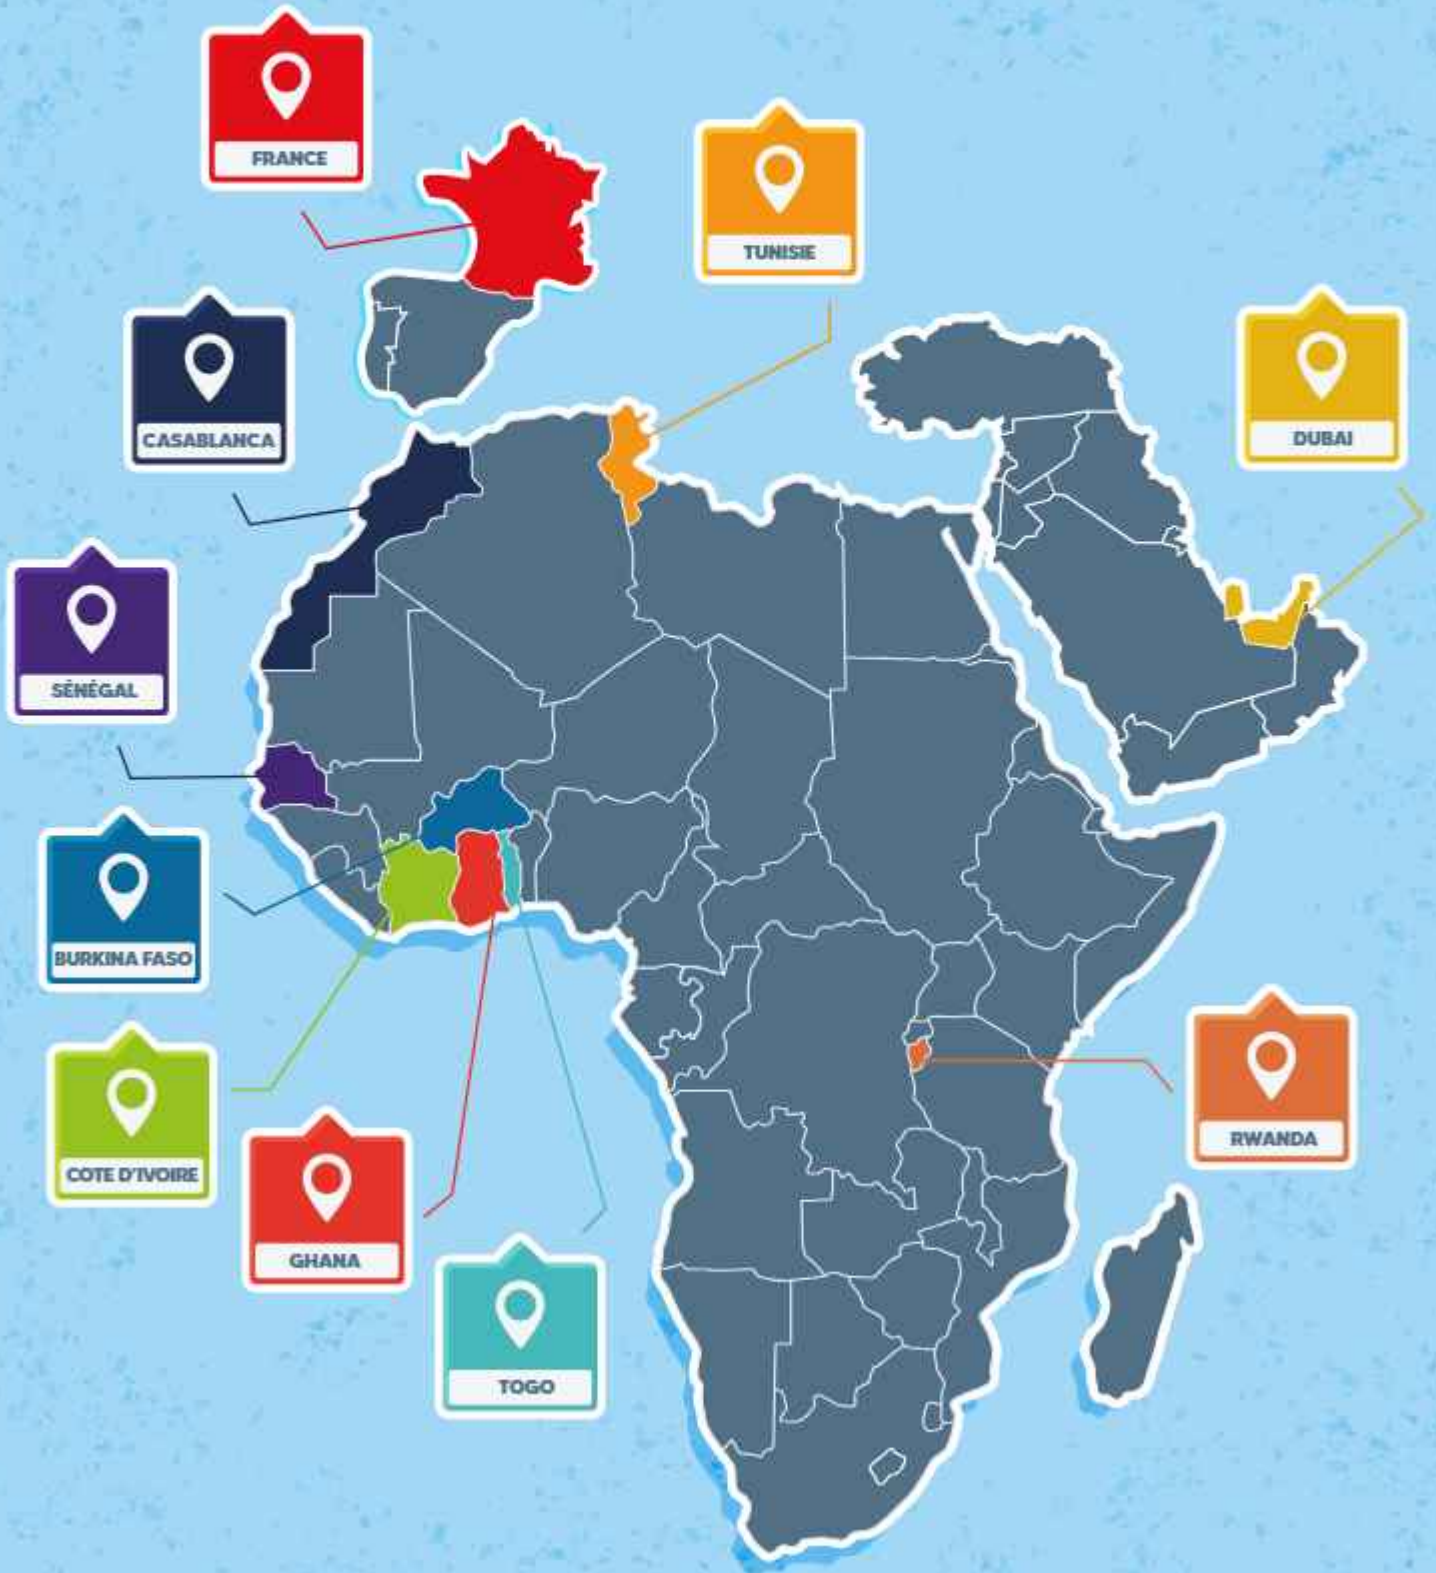 FRANCE
TUNISIE
DUBAI
CASABLANCA
SÉNÉGAL
BURKINA FASO
RWANDA
COTE D'IVOIRE
GHANA
TOGO